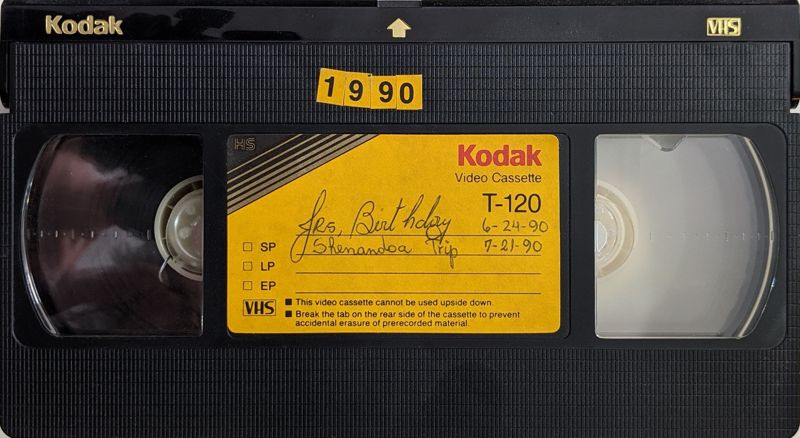 Kodak VHS
1990
HS
Kodak
Video Cassette
T-120
Jes, Birthday 6-24-90
Shenandoa Trip 7-21-90
SP
LP
EP
VHS
■ This video cassette cannot be used upside down.
■ Break the tab on the rear side of the cassette to prevent
accidental erasure of prerecorded material.